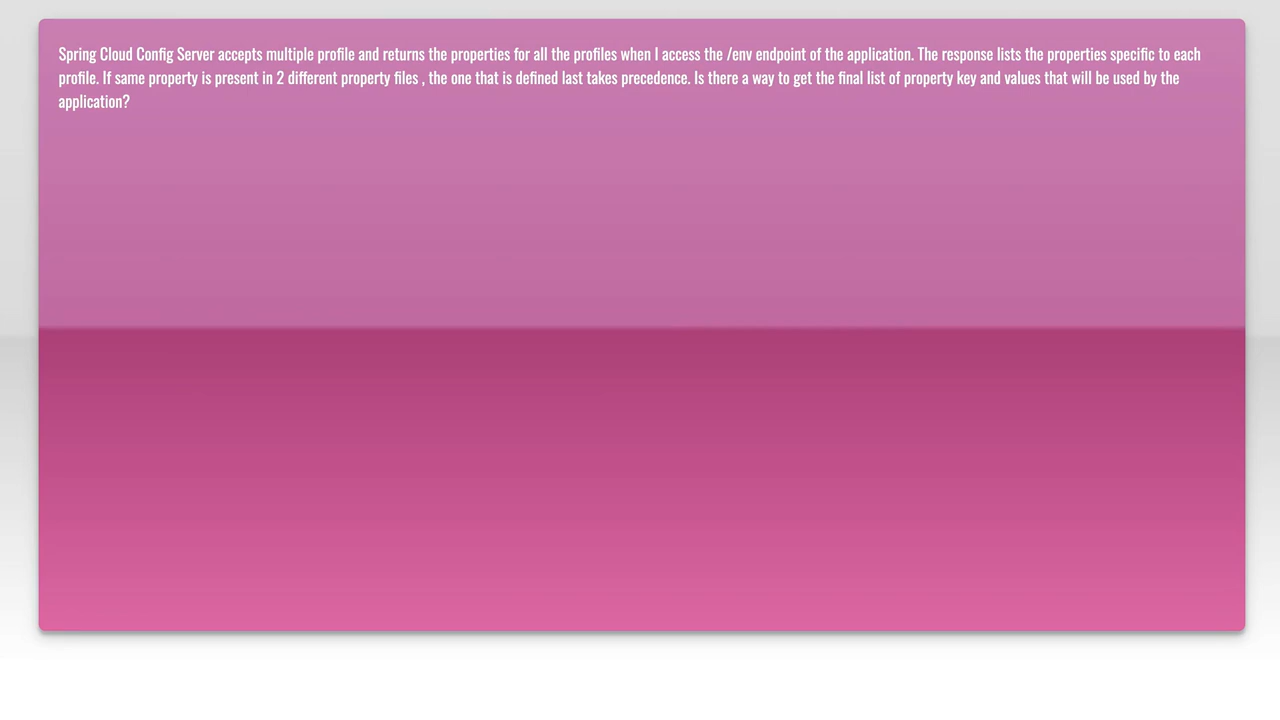 Spring Cloud Config Server accepts multiple profile and returns the properties for all the profiles when I access the /env endpoint of the application. The response lists the properties specific to each
profile. If same property is present in 2 different property files , the one that is defined last takes precedence. Is there a way to get the final list of property key and values that will be used by the
application?